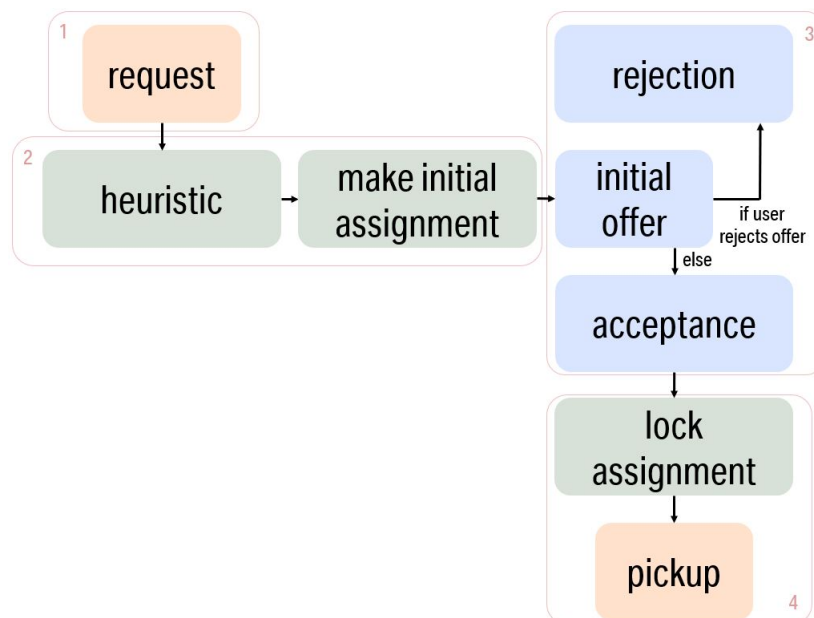 1
request
2
heuristic
make initial
assignment
3
rejection
initial
offer
if user
rejects offer
else
acceptance
lock
assignment
pickup
4